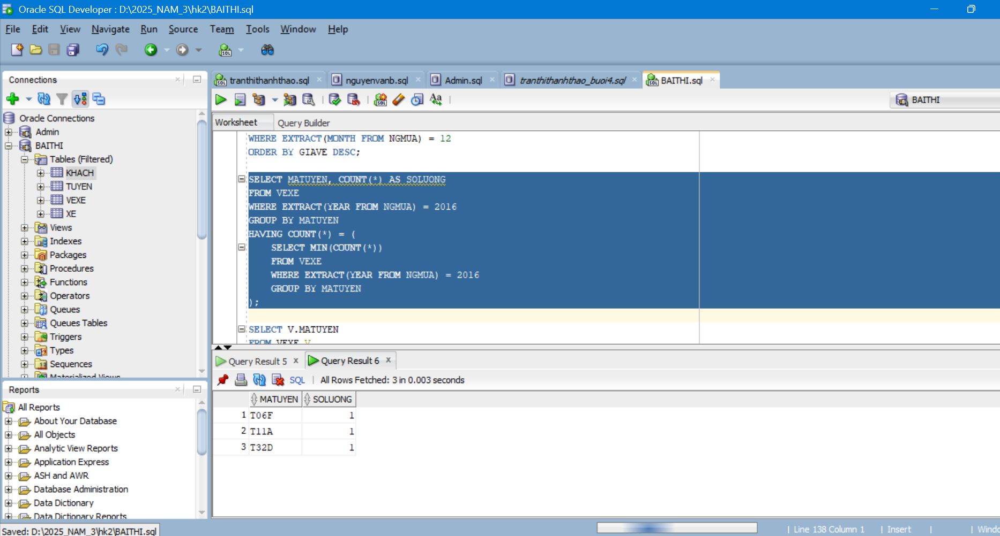 Oracle SQL Developer : D:\2025_NAM_3\hk2\BAITHI.sql
File Edit View Navigate Run Source Team Tools Window Help
Connections
Oracle Connections
Admin
BAITHI
Tables (Filtered)
KHACH
TUYEN
VEXE
XE
Views
Indexes
Packages
Procedures
Functions
Operators
Queues
Queues Tables
Triggers
Types
Sequences
Materialized Views
Reports
All Reports
About Your Database
All Objects
Analytic View Reports
Application Express
ASH and AWR
Database Administration
Data Dictionary
Data Dictionary Reports
tranthithanhthao.sql nguyenvanb.sql Admin.sql tranthithanhthao_buoi4.sql BAITHI.sql
BAITHI
Worksheet Query Builder
WHERE EXTRACT(MONTH FROM NGMUA) = 12
ORDER BY GIAVE DESC;
SELECT MATUYEN, COUNT(*) AS SOLUONG
FROM VEXE
WHERE EXTRACT(YEAR FROM NGMUA) = 2016
GROUP BY MATUYEN
HAVING COUNT(*) = (
SELECT MIN(COUNT(*))
FROM VEXE
WHERE EXTRACT(YEAR FROM NGMUA) = 2016
GROUP BY MATUYEN
);
SELECT V.MATUYEN
FROM VEXE V
Query Result 5 x Query Result 6 x
SQL | All Rows Fetched: 3 in 0.003 seconds
MATUYEN SOLUONG
1 T06F 1
2 T11A 1
3 T32D 1
Saved: D:\2025_NAM_3\hk2\BAITHI.sql
| Line 138 Column 1 | Insert | | Windo